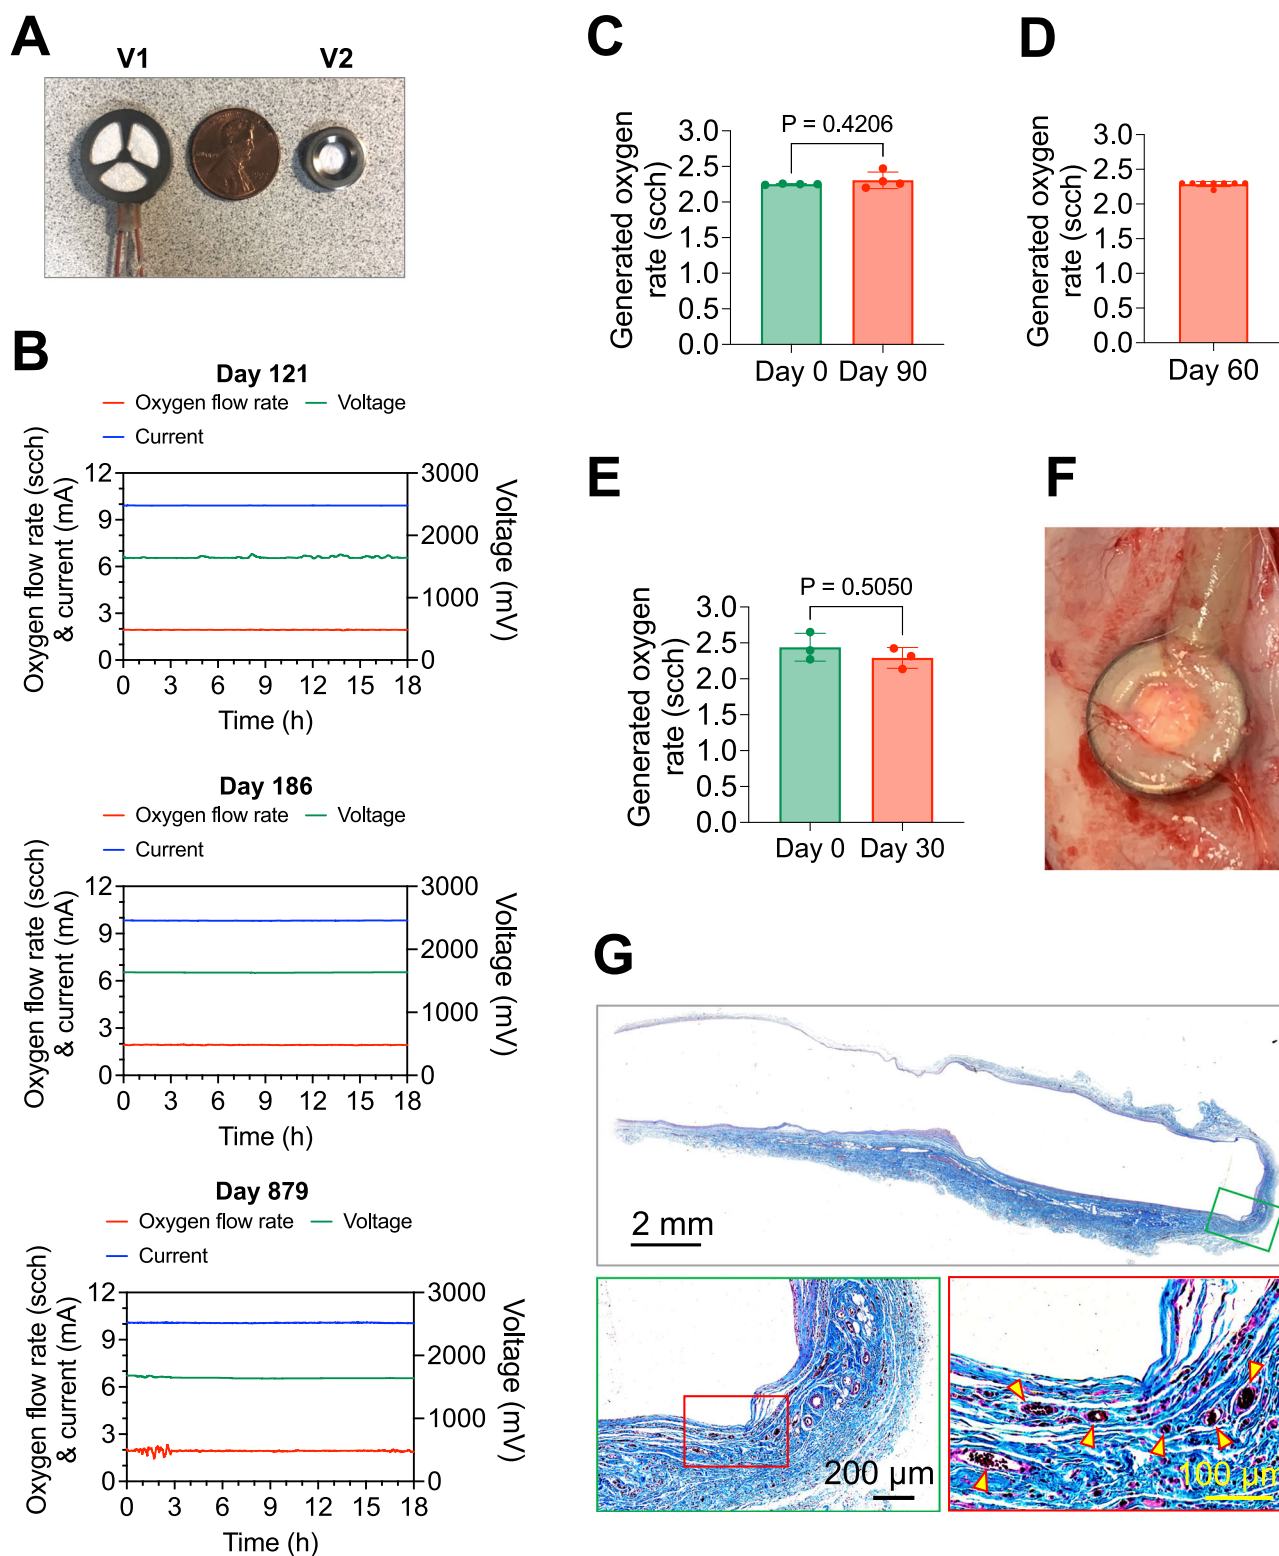 A
V1
V2
B
Day 121
Oxygen flow rate
Voltage
Current
Oxygen flow rate (scch)
& current (mA)
12
9
6
3
0
3000
2000
1000
0
Voltage (mV)
0 3 6 9 12 15 18
Time (h)
Day 186
Oxygen flow rate
Voltage
Current
Oxygen flow rate (scch)
& current (mA)
12
9
6
3
0
3000
2000
1000
0
Voltage (mV)
0 3 6 9 12 15 18
Time (h)
Day 879
Oxygen flow rate
Voltage
Current
Oxygen flow rate (scch)
& current (mA)
12
9
6
3
0
3000
2000
1000
0
Voltage (mV)
0 3 6 9 12 15 18
Time (h)
C
P = 0.4206
Generated oxygen
rate (scch)
3.0
2.5
2.0
1.5
1.0
0.5
0.0
Day 0 Day 90
D
Generated oxygen
rate (scch)
3.0
2.5
2.0
1.5
1.0
0.5
0.0
Day 60
E
P = 0.5050
Generated oxygen
rate (scch)
3.0
2.5
2.0
1.5
1.0
0.5
0.0
Day 0 Day 30
F
G
2 mm
200 µm
100 µm